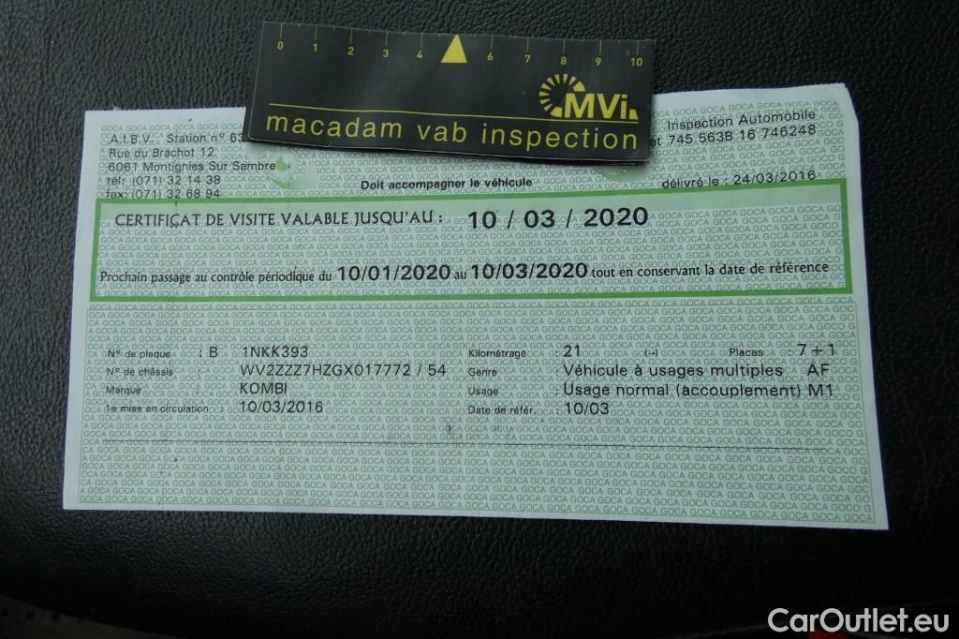 0 1 2 3 4 6 7 8 9 10
MVi.
macadam vab inspection
A.I.B.V. Station n° 63
Rue du Brachot 12
6061 Montignies Sur Sambre
tél: (071) 32 14 38
fax: (071) 32 68 94
Doit accompagner le véhicule
Inspection Automobile
745 563B 16 746248
délivré le : 24/03/2016
CERTIFICAT DE VISITE VALABLE JUSQU'AU : 10 / 03 / 2020
Prochain passage au contrôle périodique du 10/01/2020 au 10/03/2020 tout en conservant la date de référence
N° de plaque : B 1NKK393
N° de châssis : WV2ZZZ7HZGX017772 / 54
Marque : KOMBI
1e mise en circulation : 10/03/2016
Kilométrage : 21 (--) Places : 7 + 1
Genre : Véhicule à usages multiples AF
Usage : Usage normal (accouplement) M1
Date de référ. : 10/03
CarOutlet.eu